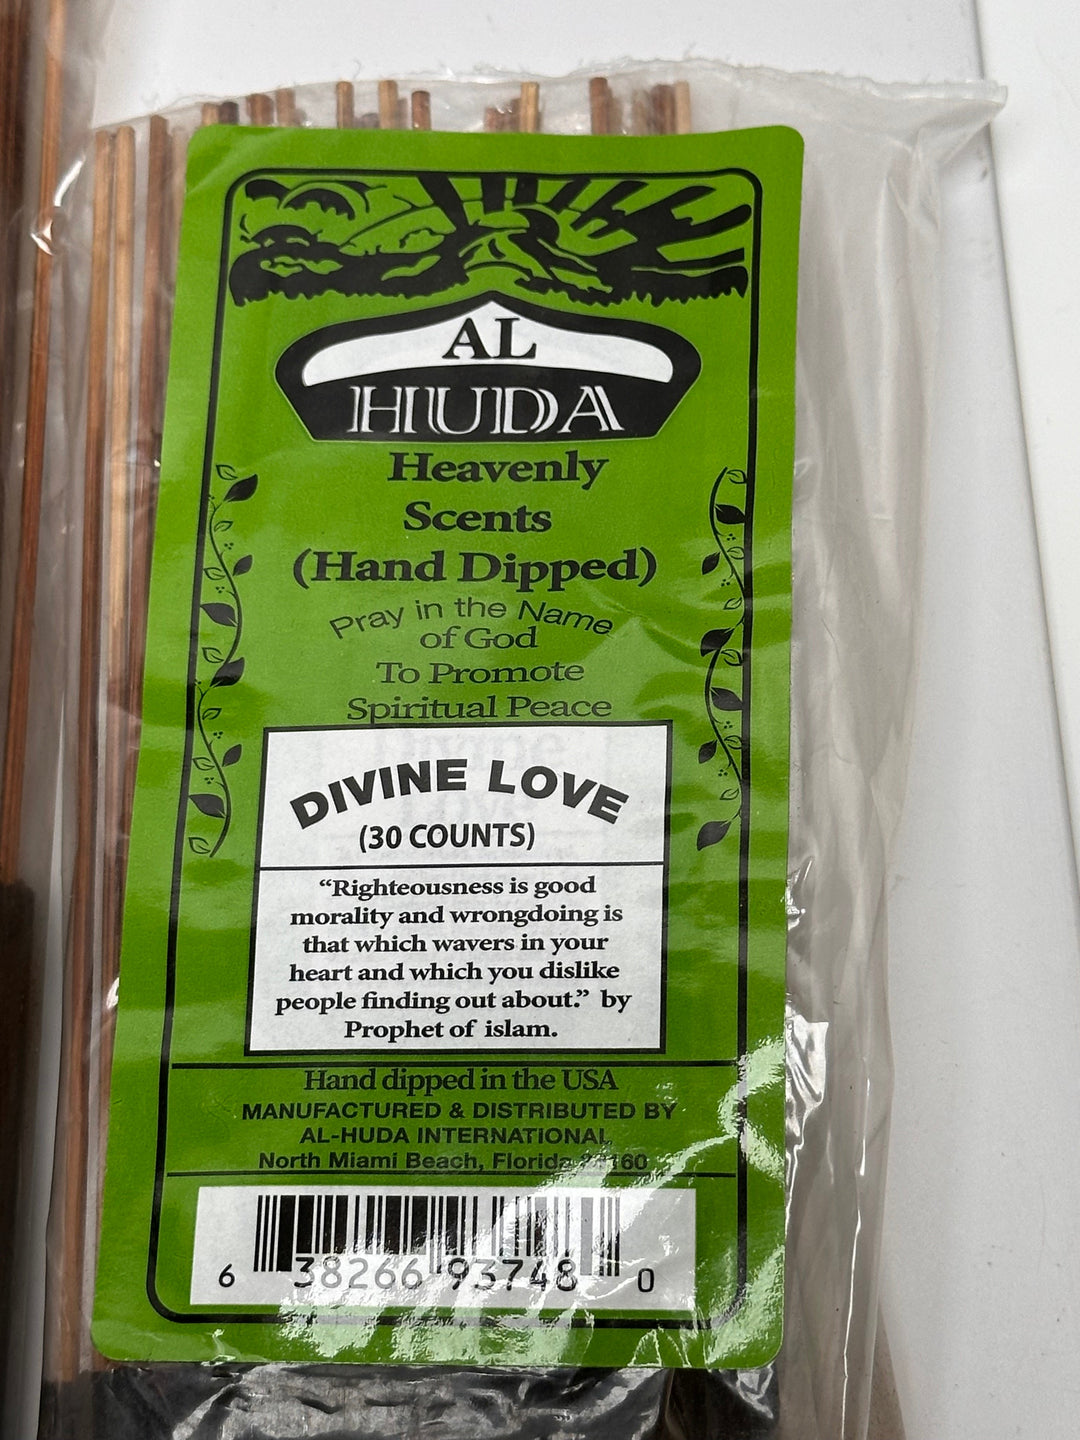 AL
HUDA
Heavenly
Scents
(Hand Dipped)
Pray in the Name
of God
To Promote
Spiritual Peace
DIVINE LOVE
(30 COUNTS)
“Righteousness is good
morality and wrongdoing is
that which wavers in your
heart and which you dislike
people finding out about.” by
Prophet of islam.
Hand dipped in the USA
MANUFACTURED & DISTRIBUTED BY
AL-HUDA INTERNATIONAL
North Miami Beach, Florida
6 38266 93748 0